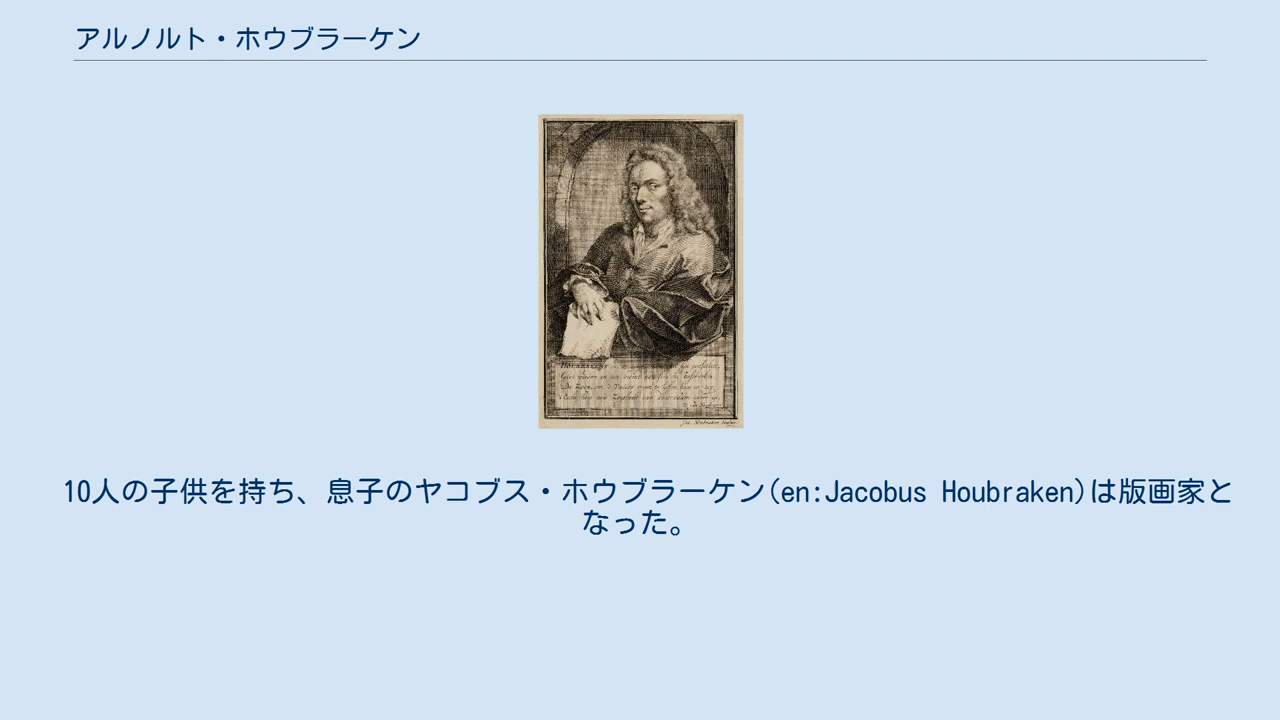 アルノルト・ホウブラーケン
10人の子供を持ち、息子のヤコブス・ホウブラーケン(en:Jacobus Houbraken)は版画家と
なった。